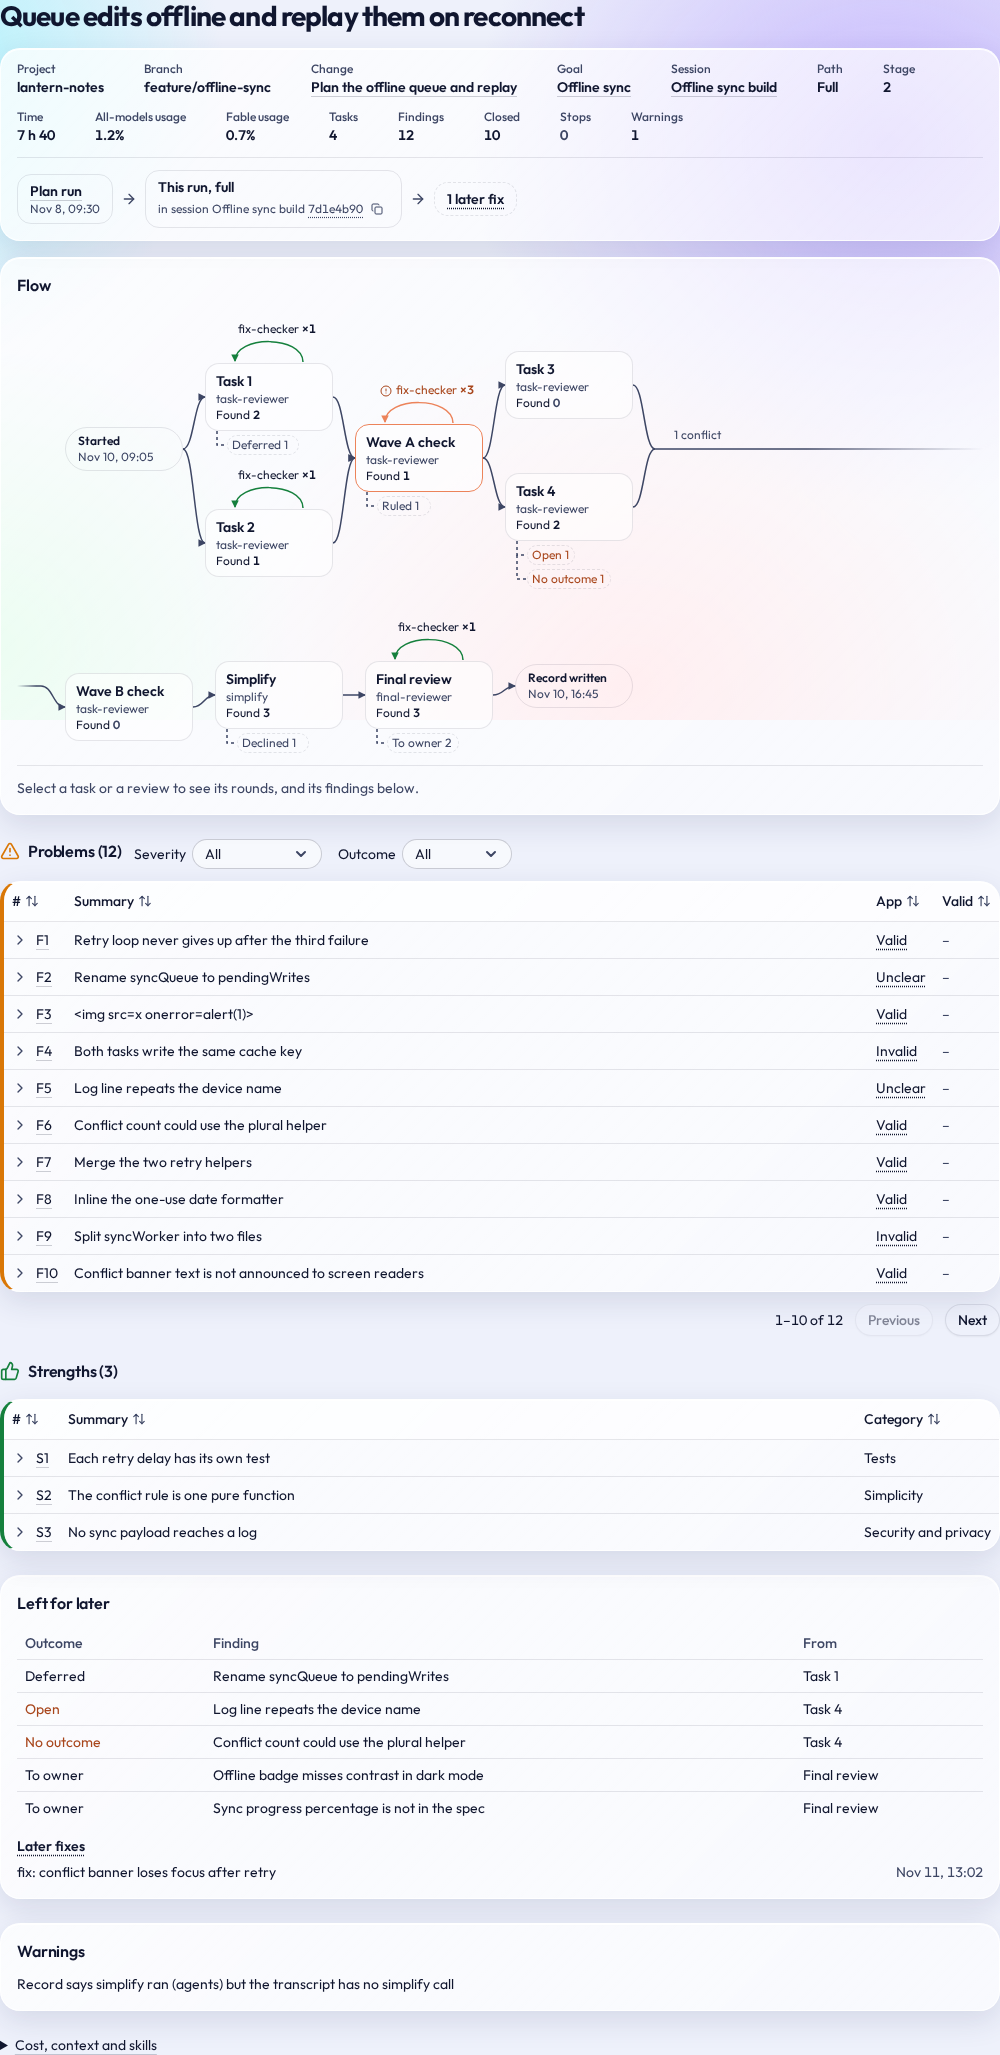 Queue edits offline and replay them on reconnect
Project Branch Change Goal Session Path Stage
lantern-notes feature/offline-sync Plan the offline queue and replay Offline sync Offline sync build Full 2
Time All-models usage Fable usage Tasks Findings Closed Stops Warnings
7 h 40 1.2% 0.7% 4 12 10 0 1
Plan run
Nov 8, 09:30
This run, full
in session Offline sync build 7d1e4b90
1 later fix
Flow
fix-checker ×1
Task 1
task-reviewer
Found 2
Deferred 1
Started
Nov 10, 09:05
fix-checker ×1
Task 2
task-reviewer
Found 1
fix-checker ×3
Wave A check
task-reviewer
Found 1
Ruled 1
Task 3
task-reviewer
Found 0
1 conflict
Task 4
task-reviewer
Found 2
Open 1
No outcome 1
Wave B check
task-reviewer
Found 0
Simplify
simplify
Found 3
Declined 1
fix-checker ×1
Final review
final-reviewer
Found 3
To owner 2
Record written
Nov 10, 16:45
Select a task or a review to see its rounds, and its findings below.
Problems (12) Severity All Outcome All
# Summary App Valid
F1 Retry loop never gives up after the third failure Valid –
F2 Rename syncQueue to pendingWrites Unclear –
F3 <img src=x onerror=alert(1)> Valid –
F4 Both tasks write the same cache key Invalid –
F5 Log line repeats the device name Unclear –
F6 Conflict count could use the plural helper Valid –
F7 Merge the two retry helpers Valid –
F8 Inline the one-use date formatter Valid –
F9 Split syncWorker into two files Invalid –
F10 Conflict banner text is not announced to screen readers Valid –
1–10 of 12 Previous Next
Strengths (3)
# Summary Category
S1 Each retry delay has its own test Tests
S2 The conflict rule is one pure function Simplicity
S3 No sync payload reaches a log Security and privacy
Left for later
Outcome Finding From
Deferred Rename syncQueue to pendingWrites Task 1
Open Log line repeats the device name Task 4
No outcome Conflict count could use the plural helper Task 4
To owner Offline badge misses contrast in dark mode Final review
To owner Sync progress percentage is not in the spec Final review
Later fixes
fix: conflict banner loses focus after retry Nov 11, 13:02
Warnings
Record says simplify ran (agents) but the transcript has no simplify call
Cost, context and skills